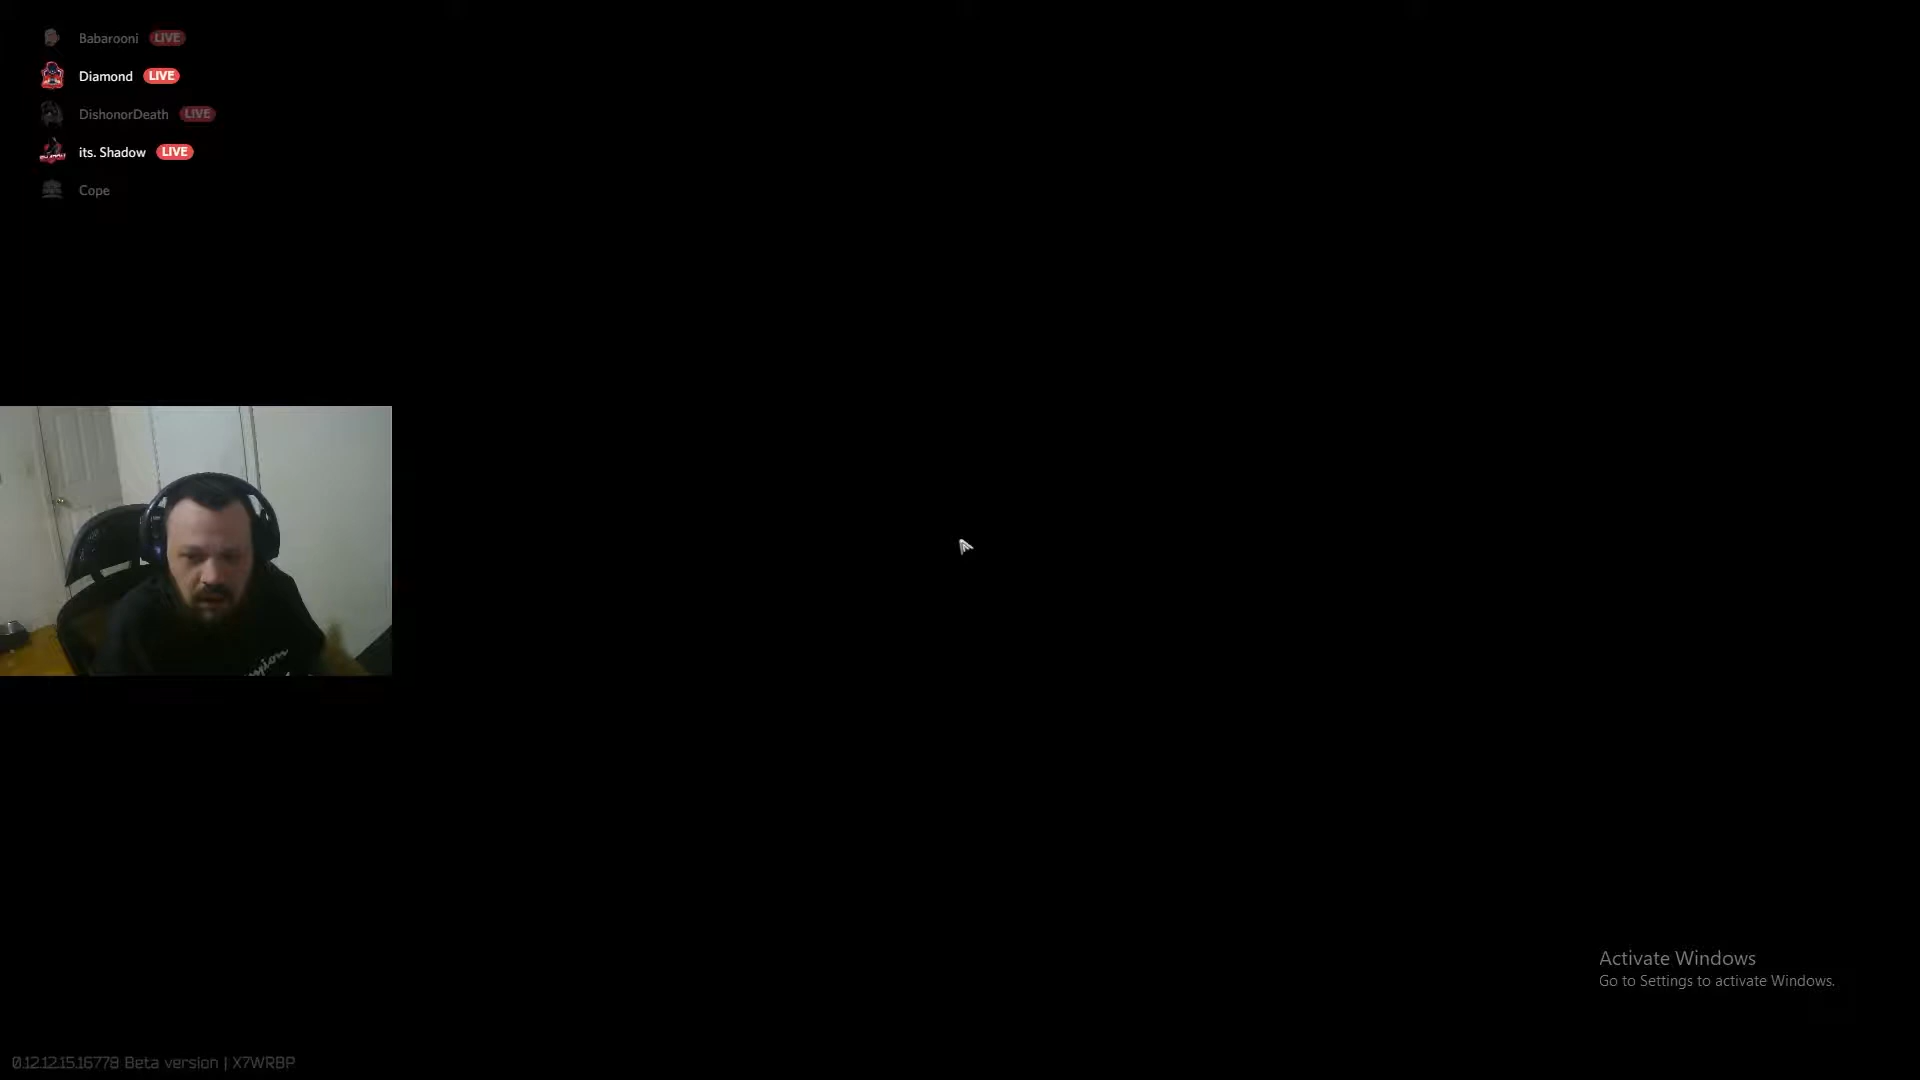 Babarooni LIVE
Diamond LIVE
DishonorDeath LIVE
its. Shadow LIVE
Cope
Activate Windows
Go to Settings to activate Windows.
0.12.12.15.16778 Beta version | X7WRBP